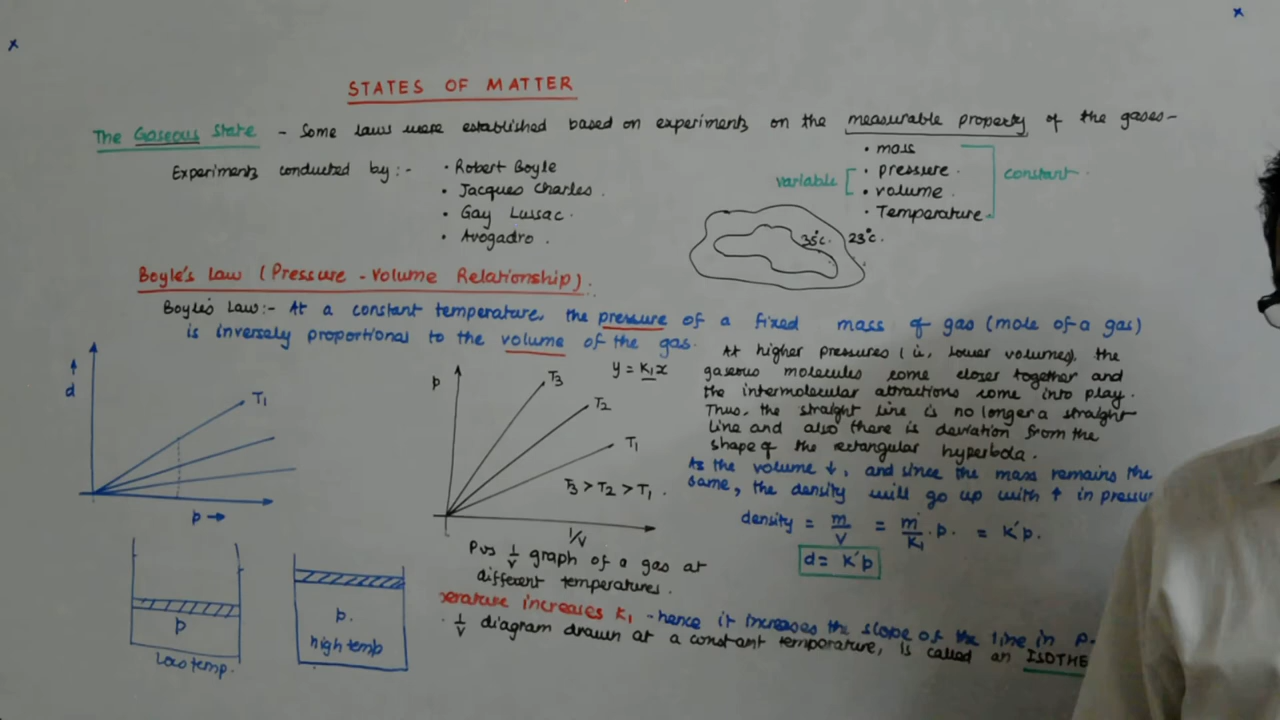 STATES OF MATTER
The Gaseous State - Some laws were established based on experiments on the measurable property of the gases-
Experiments conducted by:-
• Robert Boyle
• Jacques Charles.
• Gay Lussac.
• Avogadro.
• mass
• pressure.
• volume.
• Temperature
variable
constant.
35°c. 23°c.
Boyle's Law (Pressure - Volume Relationship).
Boyle's Law:- At a constant temperature, the pressure of a fixed mass of gas (mole of a gas)
is inversely proportional to the volume of the gas.
d
T1
p →
p
T3
T2
T1
y = K1x
T3 > T2 > T1.
1/V
P vs 1/V graph of a gas at
different temperatures.
At higher pressures (ie, lower volumes), the
gaseous molecules come closer together and
the intermolecular attractions come into play.
Thus, the straight line is no longer a straight
line and also there is deviation from the
shape of the rectangular hyperbola.
As the volume ↓, and since the mass remains the
same, the density will go up with ↑ in pressu
density = m/V = m/K1 . p. = K'p.
d = K'p
p
Low temp.
p.
high temp
erature increases K1 - hence it increases the slope of the line in p.
1/V diagram drawn at a constant temperature, is called an ISOTHE